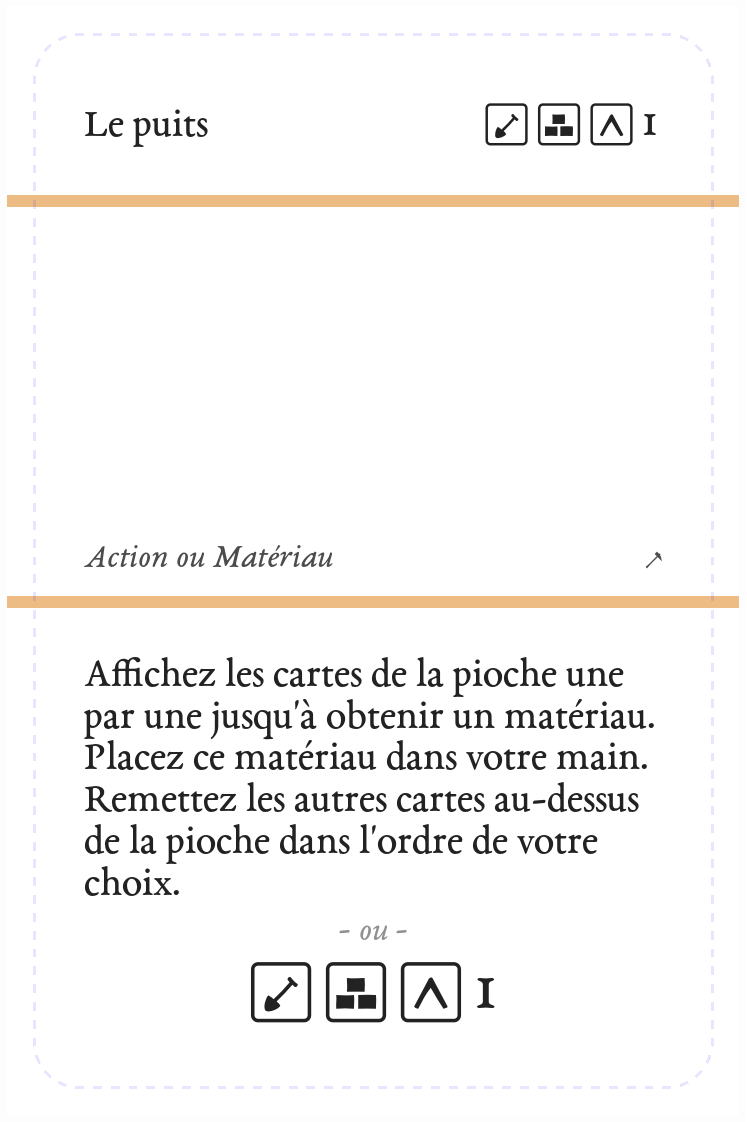 Le puits
I
Action ou Matériau
Affichez les cartes de la pioche une
par une jusqu'à obtenir un matériau.
Placez ce matériau dans votre main.
Remettez les autres cartes au-dessus
de la pioche dans l'ordre de votre
choix.
- ou -
I